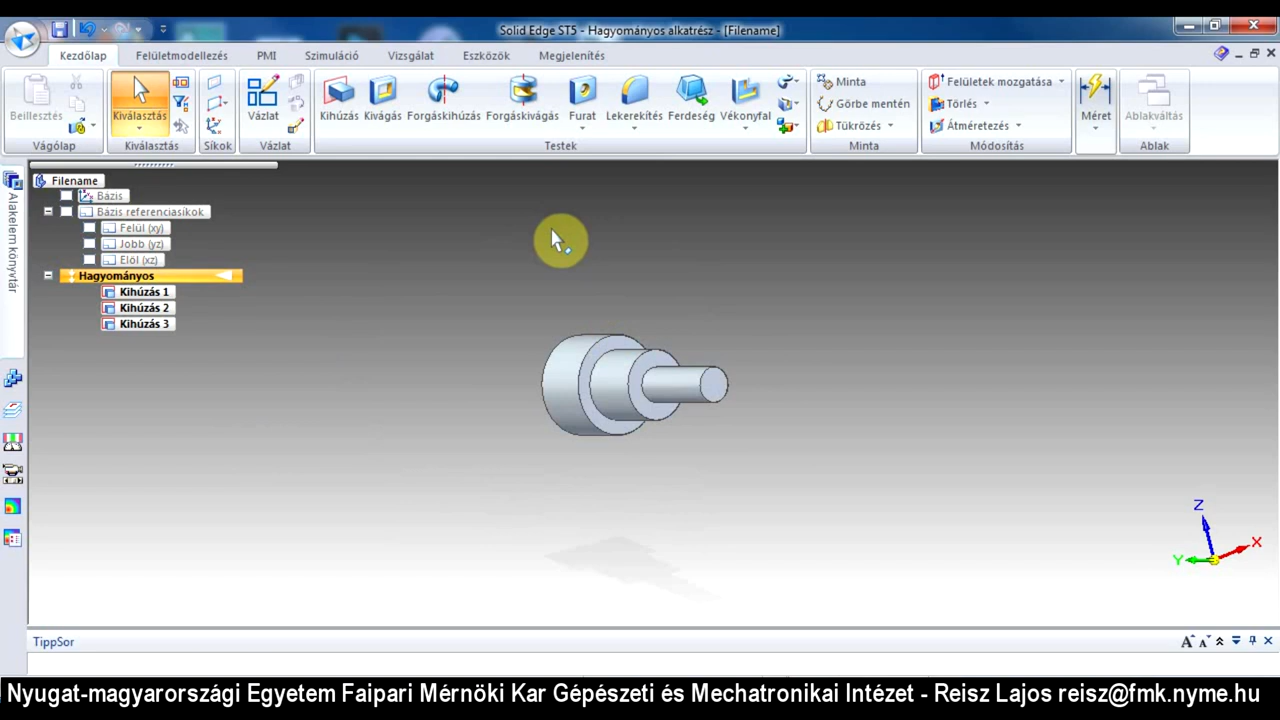 Solid Edge ST5 - Hagyományos alkatrész - [Filename]
Kezdőlap Felületmodellezés PMI Szimuláció Vizsgálat Eszközök Megjelenítés
Minta Felületek mozgatása
Görbe mentén Törlés
Beillesztés Kiválasztás Vázlat Kihúzás Kivágás Forgáskihúzás Forgáskivágás Furat Lekerekítés Ferdeség Vékonyfal Méret Ablakváltás
Tükrözés Átméretezés
Vágólap Kiválasztás Síkok Vázlat Testek Minta Módosítás Ablak
Alakelem könyvtár
Filename
Bázis
Bázis referenciasíkok
Felül (xy)
Jobb (yz)
Elöl (xz)
Hagyományos
Kihúzás 1
Kihúzás 2
Kihúzás 3
Z
X
Y
TippSor
Nyugat-magyarországi Egyetem Faipari Mérnöki Kar Gépészeti és Mechatronikai Intézet - Reisz Lajos reisz@fmk.nyme.hu